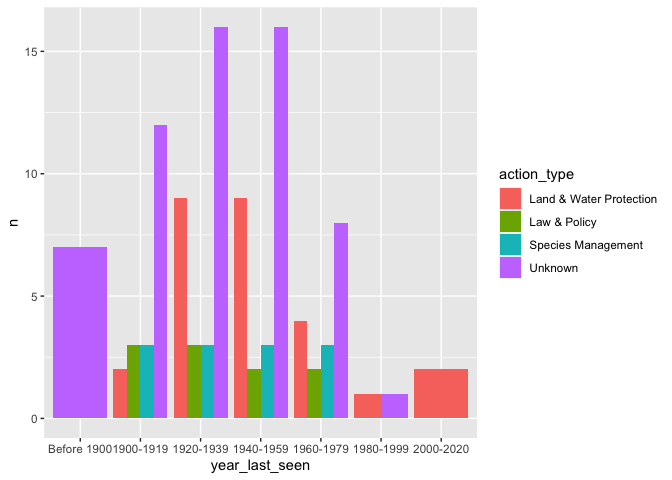 15
10
5
0
n
Before 1900 1900-1919 1920-1939 1940-1959 1960-1979 1980-1999 2000-2020
year_last_seen
action_type
Land & Water Protection
Law & Policy
Species Management
Unknown